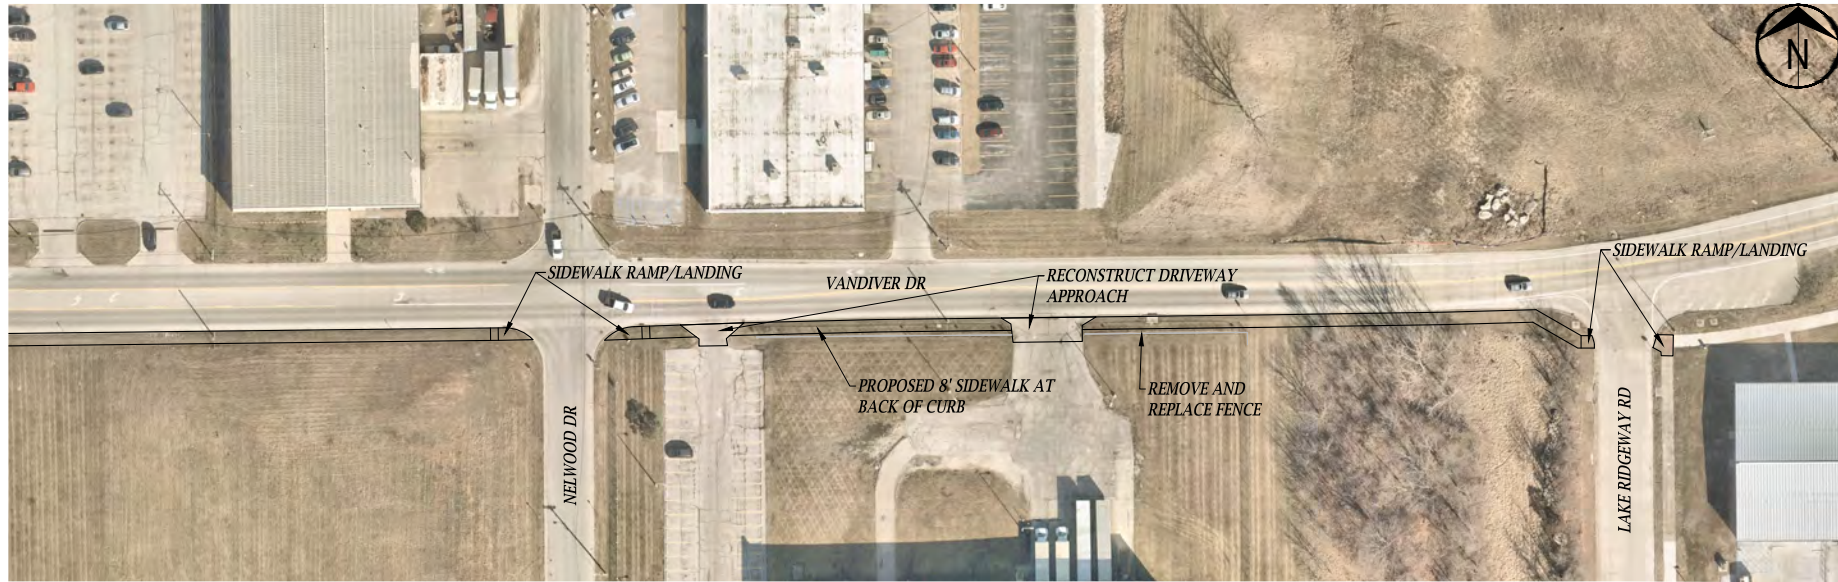 N
SIDEWALK RAMP/LANDING
SIDEWALK RAMP/LANDING
VANDIVER DR
RECONSTRUCT DRIVEWAY
APPROACH
PROPOSED 8' SIDEWALK AT
BACK OF CURB
REMOVE AND
REPLACE FENCE
NELWOOD DR
LAKE RIDGEWAY RD